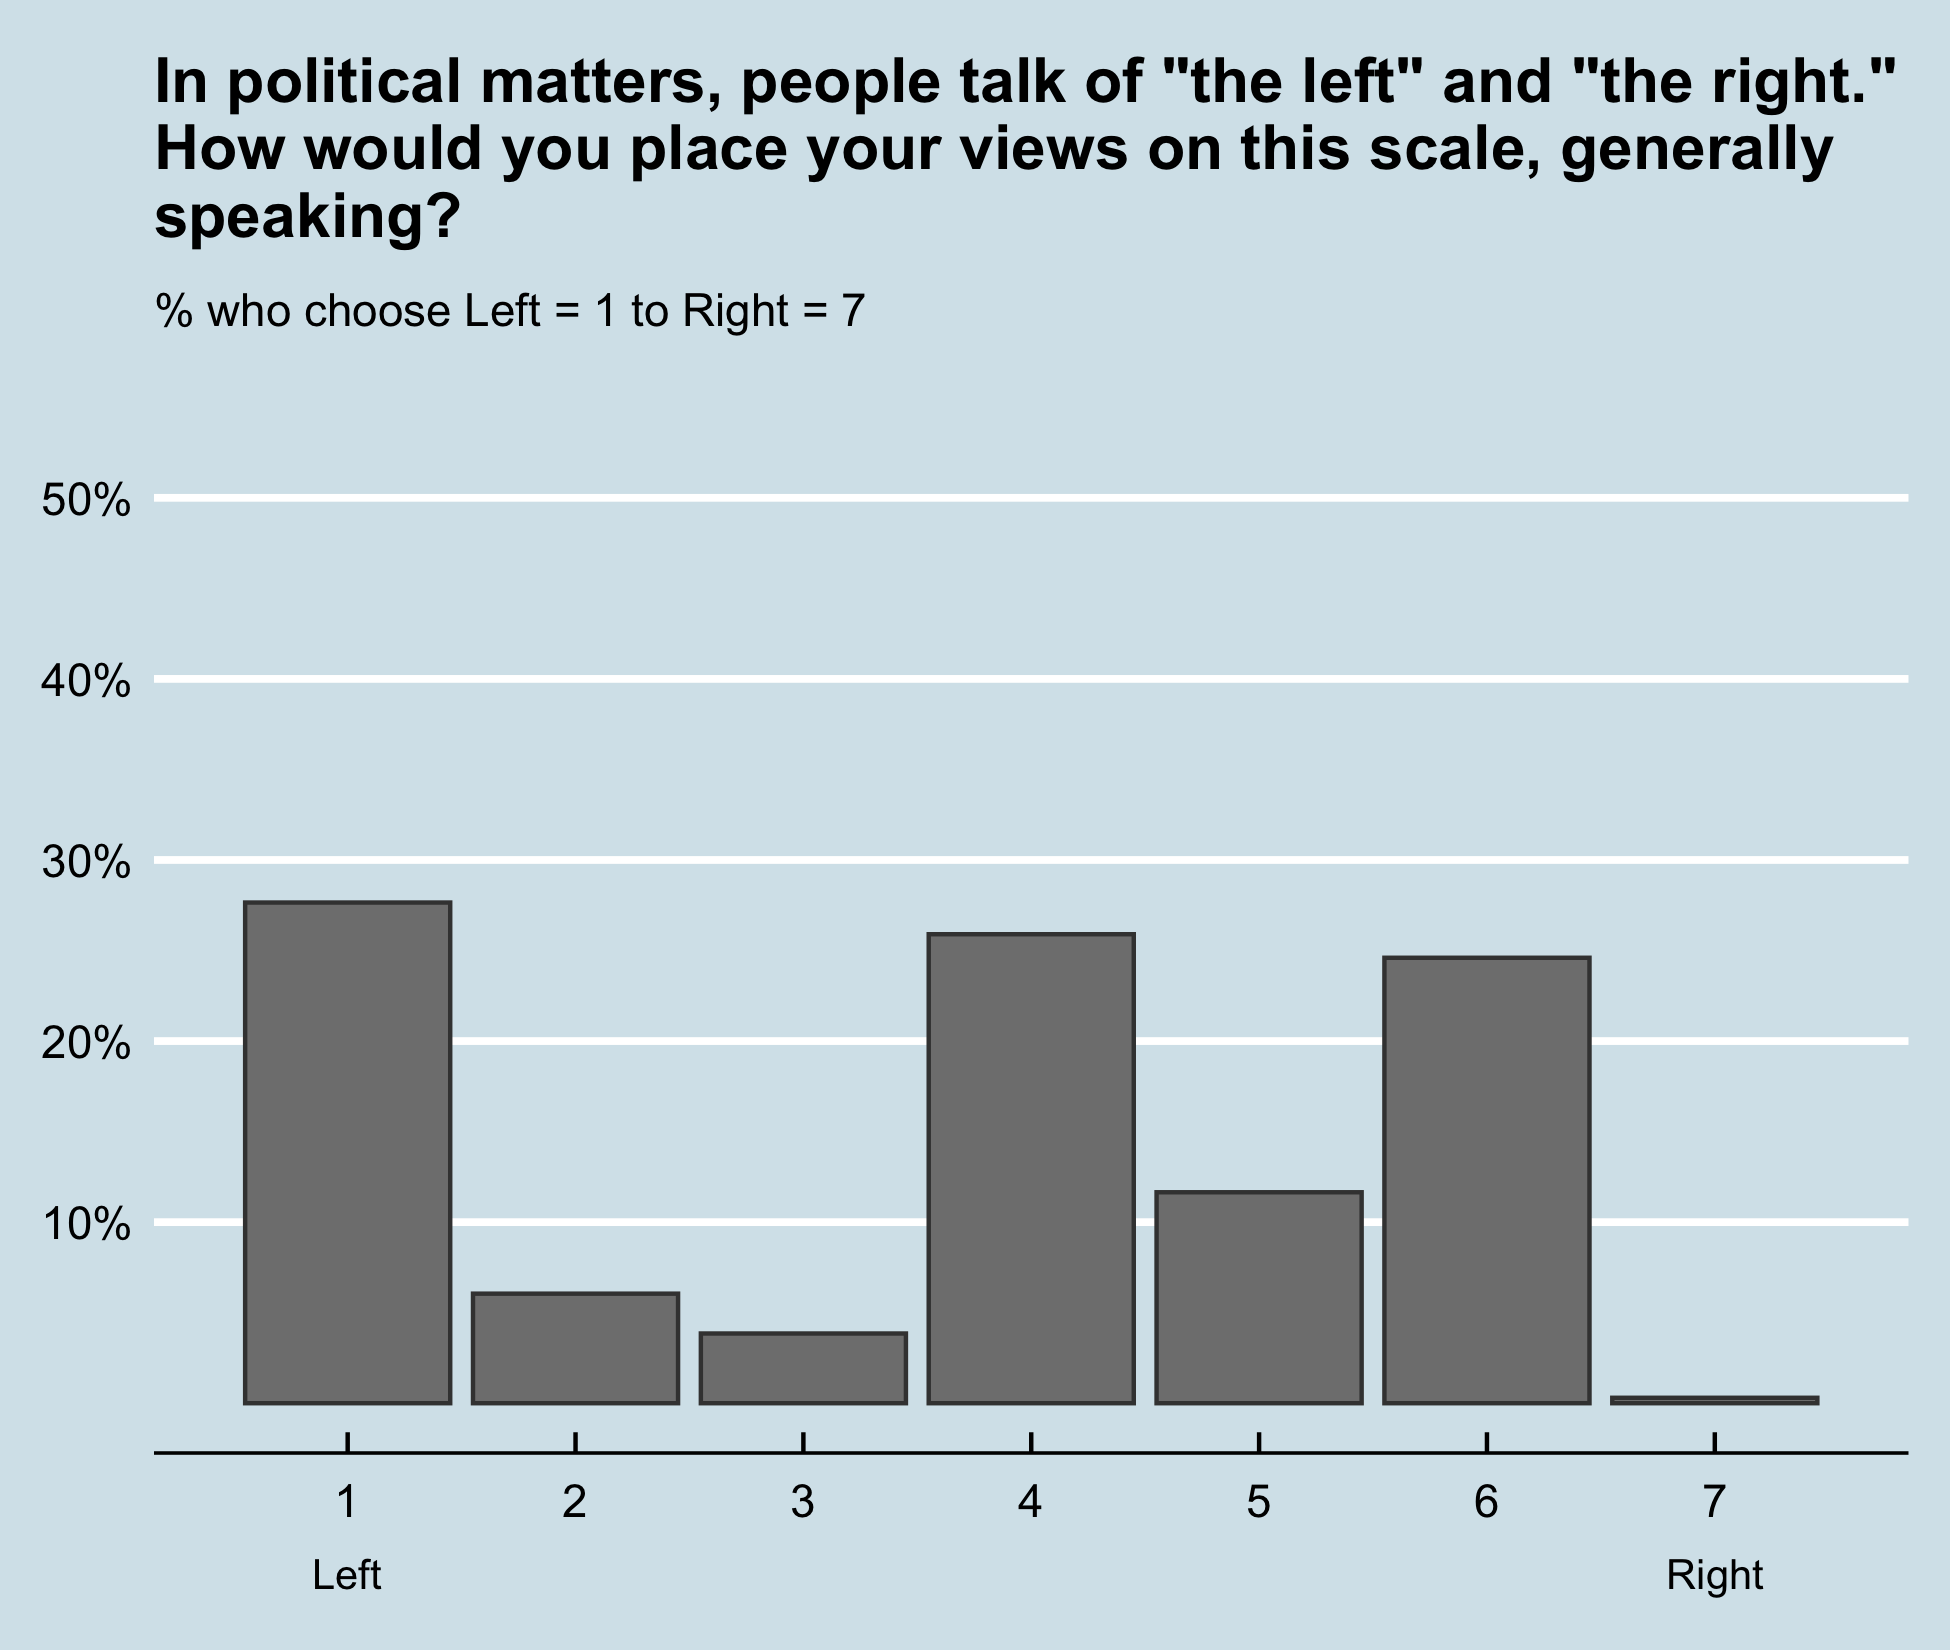 In political matters, people talk of "the left" and "the right."
How would you place your views on this scale, generally
speaking?
% who choose Left = 1 to Right = 7
50%
40%
30%
20%
10%
1 2 3 4 5 6 7
Left Right